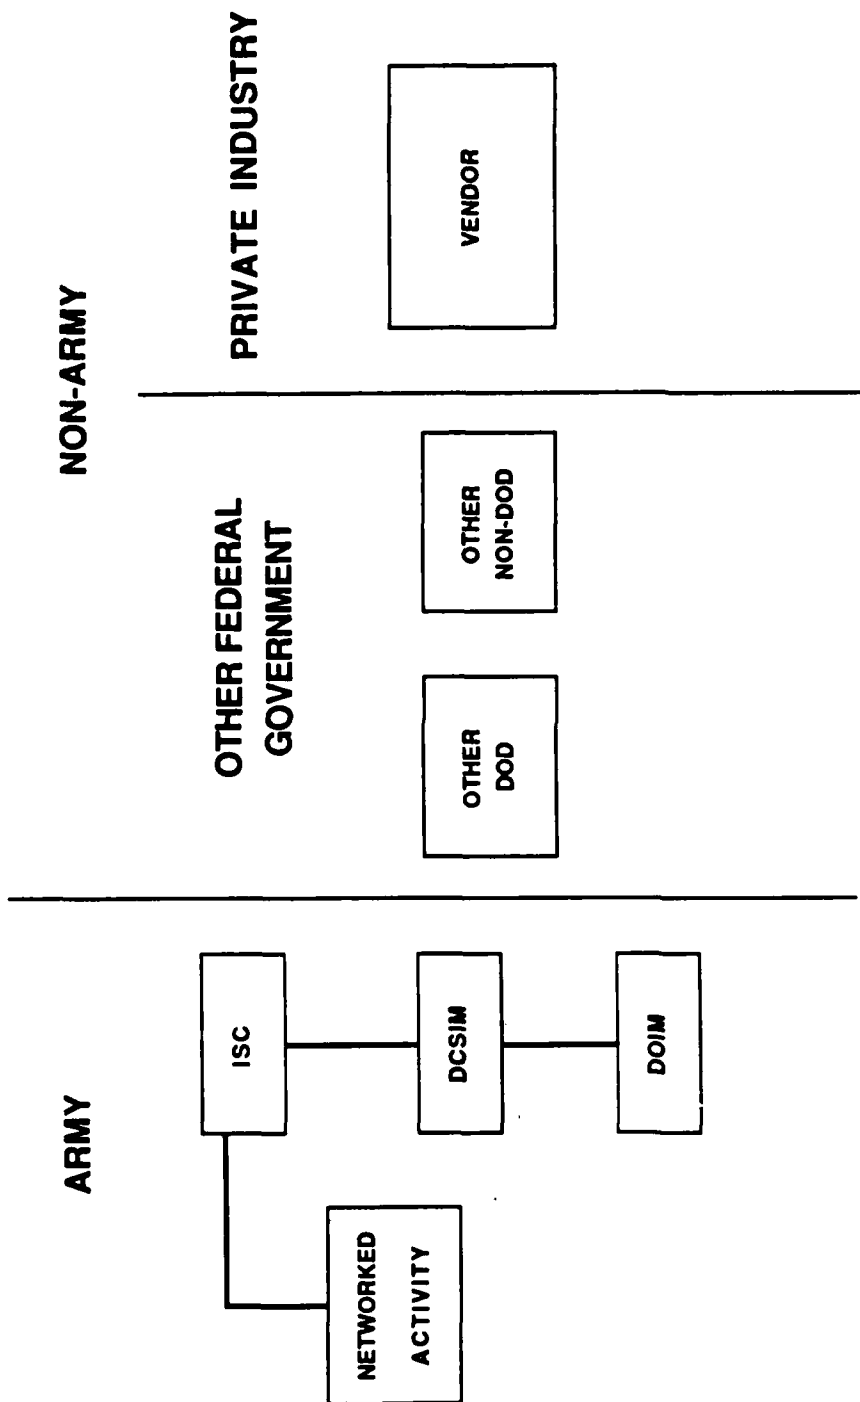 ARMY
NON-ARMY
OTHER FEDERAL
GOVERNMENT
PRIVATE INDUSTRY
ISC
NETWORKED
ACTIVITY
DCSIM
DOIM
OTHER
DOD
OTHER
NON-DOD
VENDOR